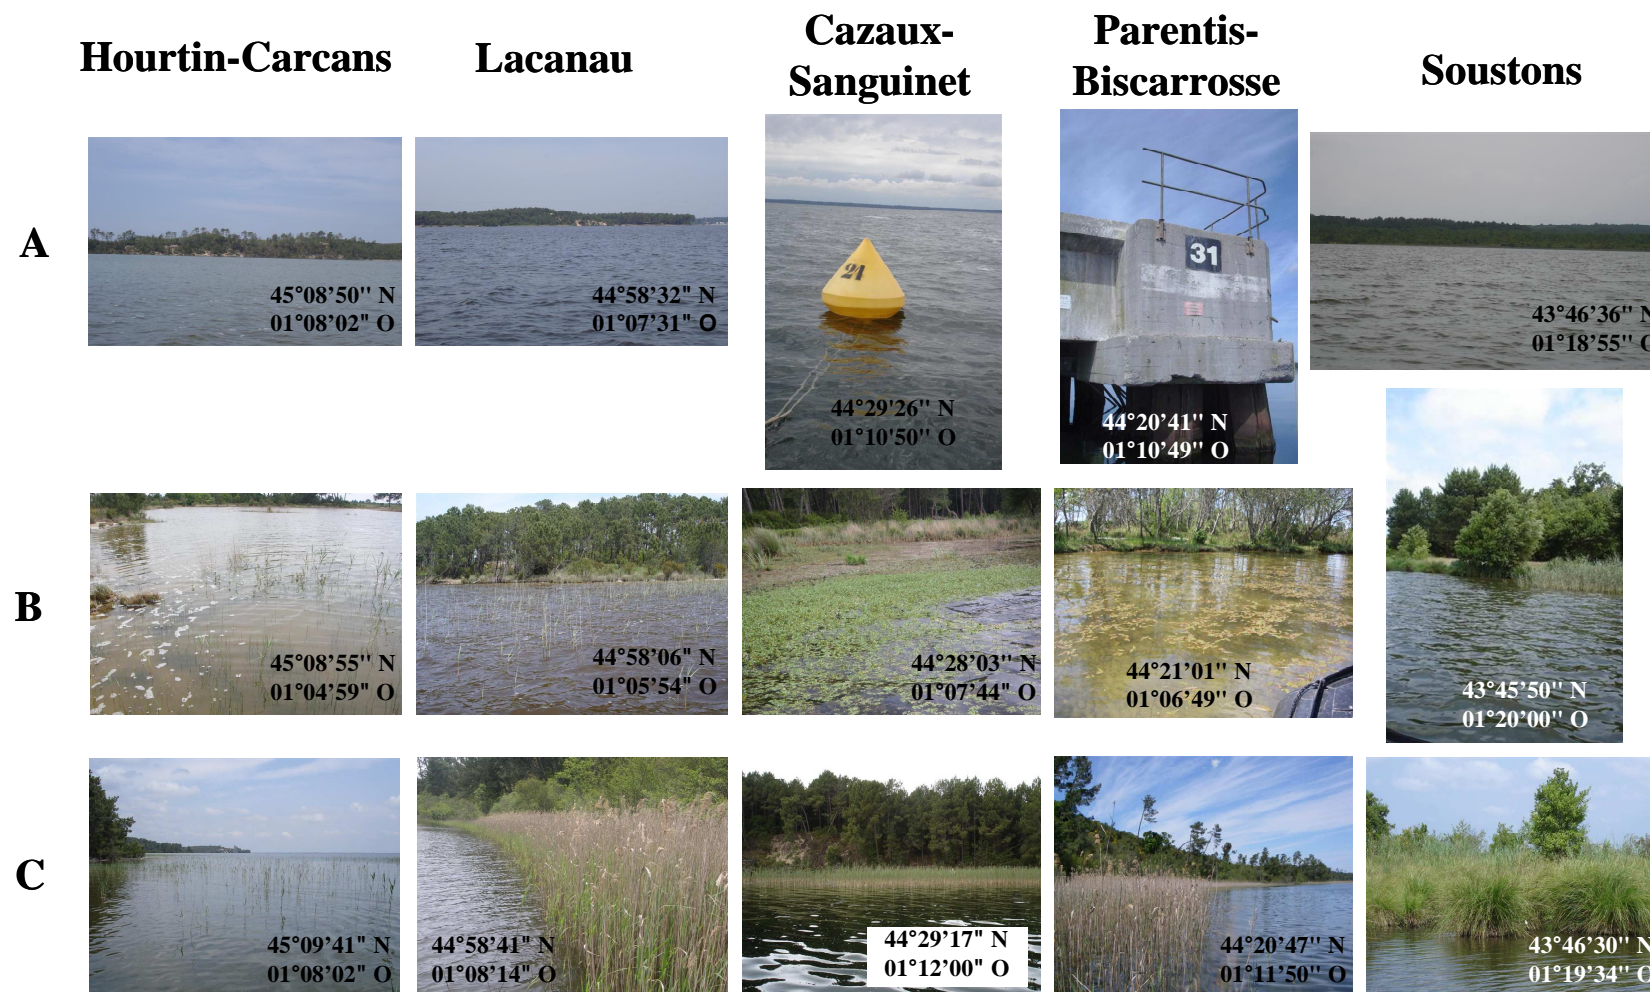 Hourtin-Carcans
Lacanau
Cazaux-
Sanguinet
Parentis-
Biscarrosse
Soustons
A
45°08’50'' N
01°08’02" O
44°58’32" N
01°07’31" O
21
44°29'26'' N
01°10'50'' O
31
44°20’41'' N
01°10’49'' O
43°46’36'' N
01°18’55'' O
B
45°08’55'' N
01°04’59" O
44°58’06" N
01°05’54" O
44°28’03'' N
01°07’44" O
44°21’01'' N
01°06’49'' O
43°45’50'' N
01°20’00'' O
C
45°09’41" N
01°08’02" O
44°58’41" N
01°08’14" O
44°29’17" N
01°12’00" O
44°20’47'' N
01°11’50'' O
43°46’30'' N
01°19’34'' O